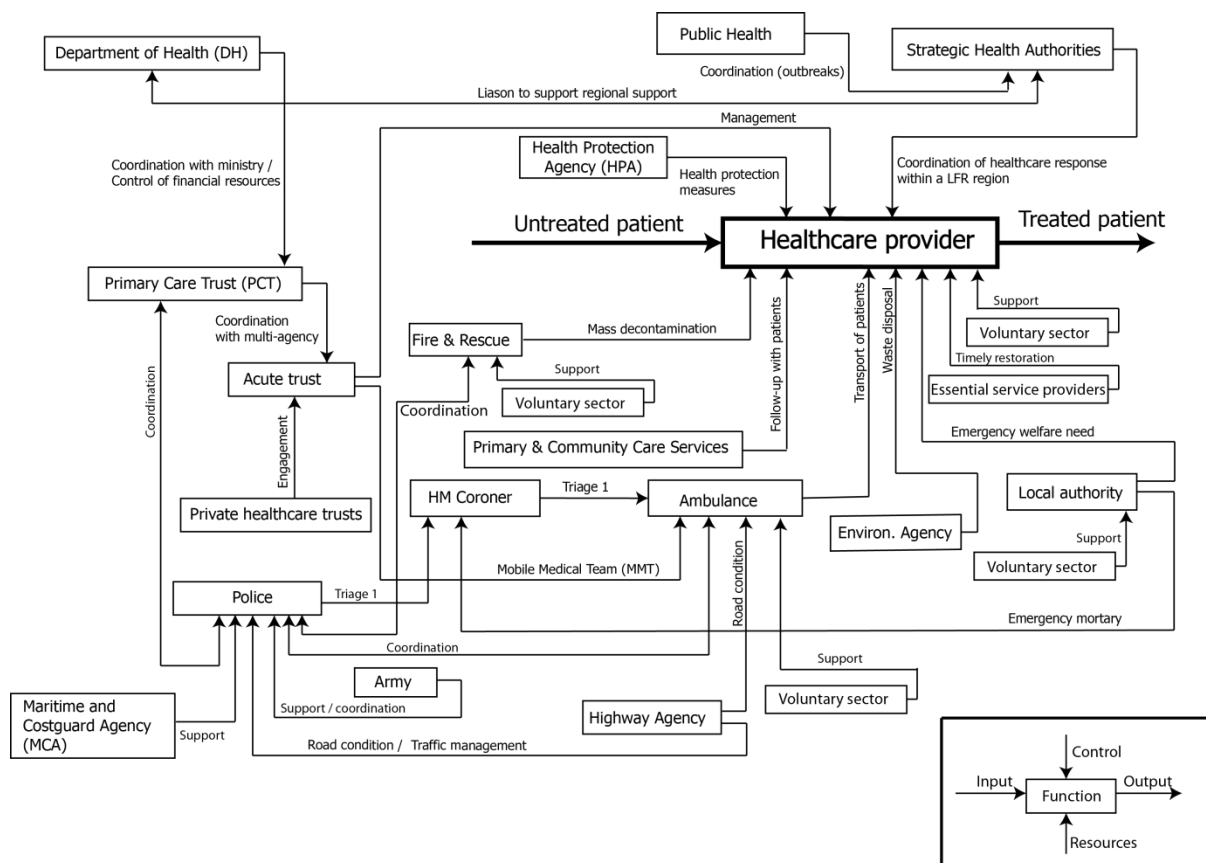 Department of Health (DH)
Public Health
Strategic Health Authorities
Coordination (outbreaks)
Liason to support regional support
Management
Health Protection
Agency (HPA)
Coordination with ministry /
Control of financial resources
Health protection
measures
Coordination of healthcare response
within a LFR region
Untreated patient
Healthcare provider
Treated patient
Primary Care Trust (PCT)
Coordination
with multi-agency
Fire & Rescue
Mass decontamination
Support
Voluntary sector
Timely restoration
Essential service providers
Acute trust
Support
Voluntary sector
Coordination
Coordination
Follow-up with patients
Transport of patients
Waste disposal
Emergency welfare need
Primary & Community Care Services
Engagement
Private healthcare trusts
HM Coroner
Triage 1
Ambulance
Local authority
Environ. Agency
Support
Voluntary sector
Mobile Medical Team (MMT)
Road condition
Police
Triage 1
Emergency mortary
Coordination
Army
Support / coordination
Support
Voluntary sector
Maritime and
Costguard Agency
(MCA)
Support
Highway Agency
Road condition / Traffic management
Control
Input
Function
Output
Resources